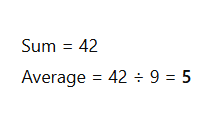 Sum = 42
Average = 42 ÷ 9 = 5